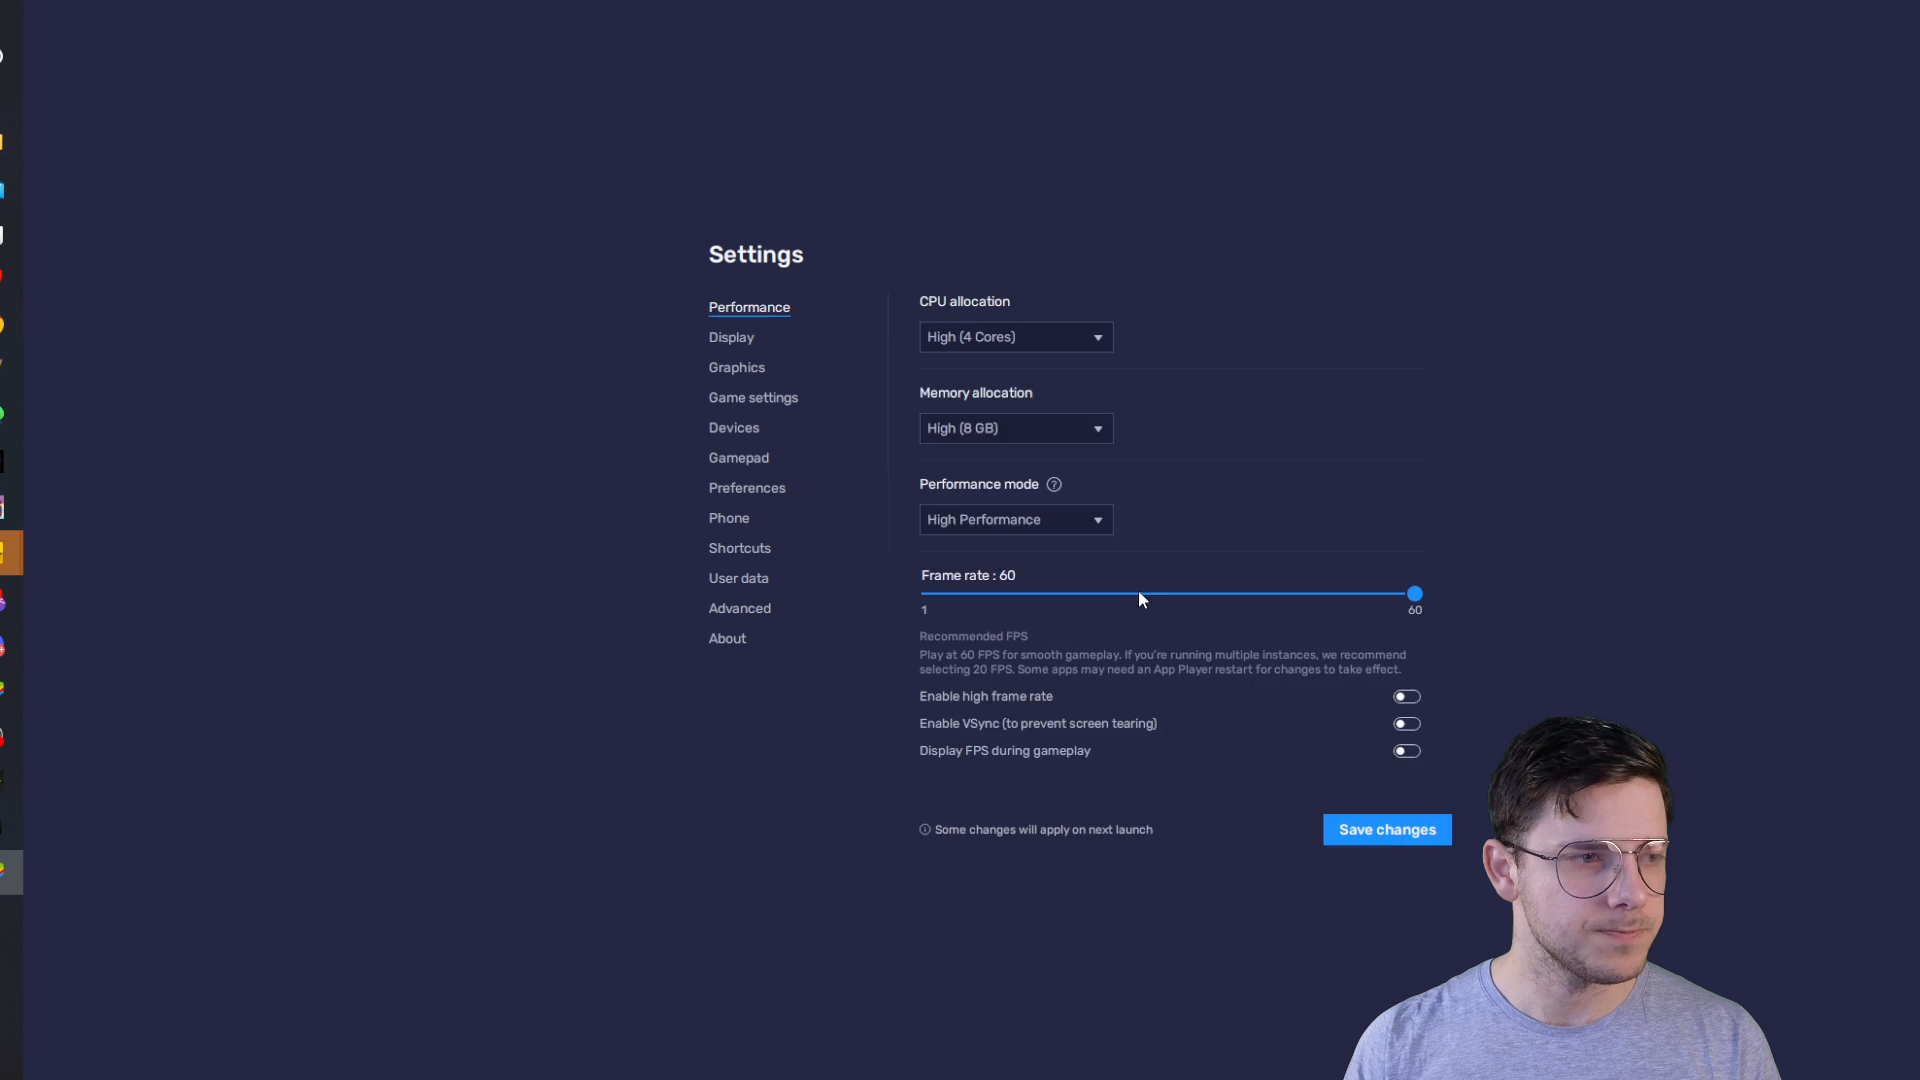 Settings
Performance
Display
Graphics
Game settings
Devices
Gamepad
Preferences
Phone
Shortcuts
User data
Advanced
About
CPU allocation
High (4 Cores)
Memory allocation
High (8 GB)
Performance mode
High Performance
Frame rate : 60
1 60
Recommended FPS
Play at 60 FPS for smooth gameplay. If you're running multiple instances, we recommend
selecting 20 FPS. Some apps may need an App Player restart for changes to take effect.
Enable high frame rate
Enable VSync (to prevent screen tearing)
Display FPS during gameplay
Some changes will apply on next launch
Save changes